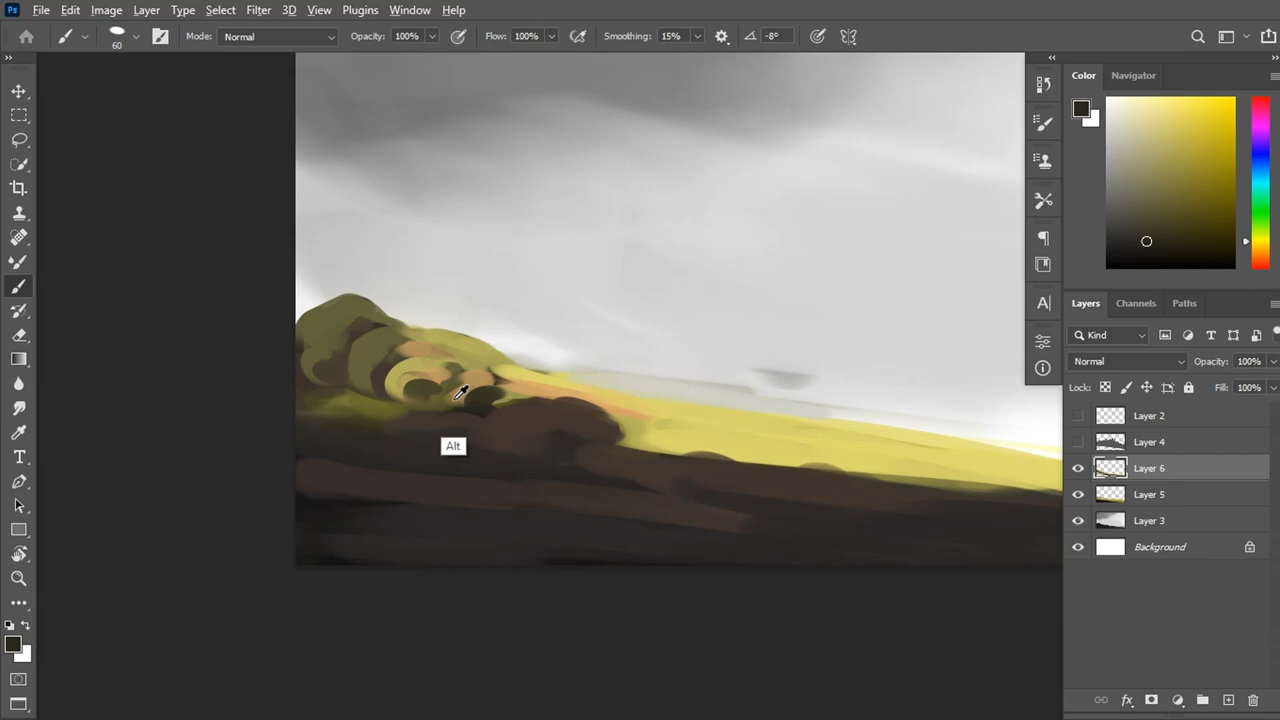 Ps File Edit Image Layer Type Select Filter 3D View Plugins Window Help
60 Mode: Normal Opacity: 100% Flow: 100% Smoothing: 15% -8°
Color Navigator
Layers Channels Paths
Kind
Normal Opacity: 100%
Lock: Fill: 100%
Layer 2
Layer 4
Layer 6
Layer 5
Layer 3
Background
Alt